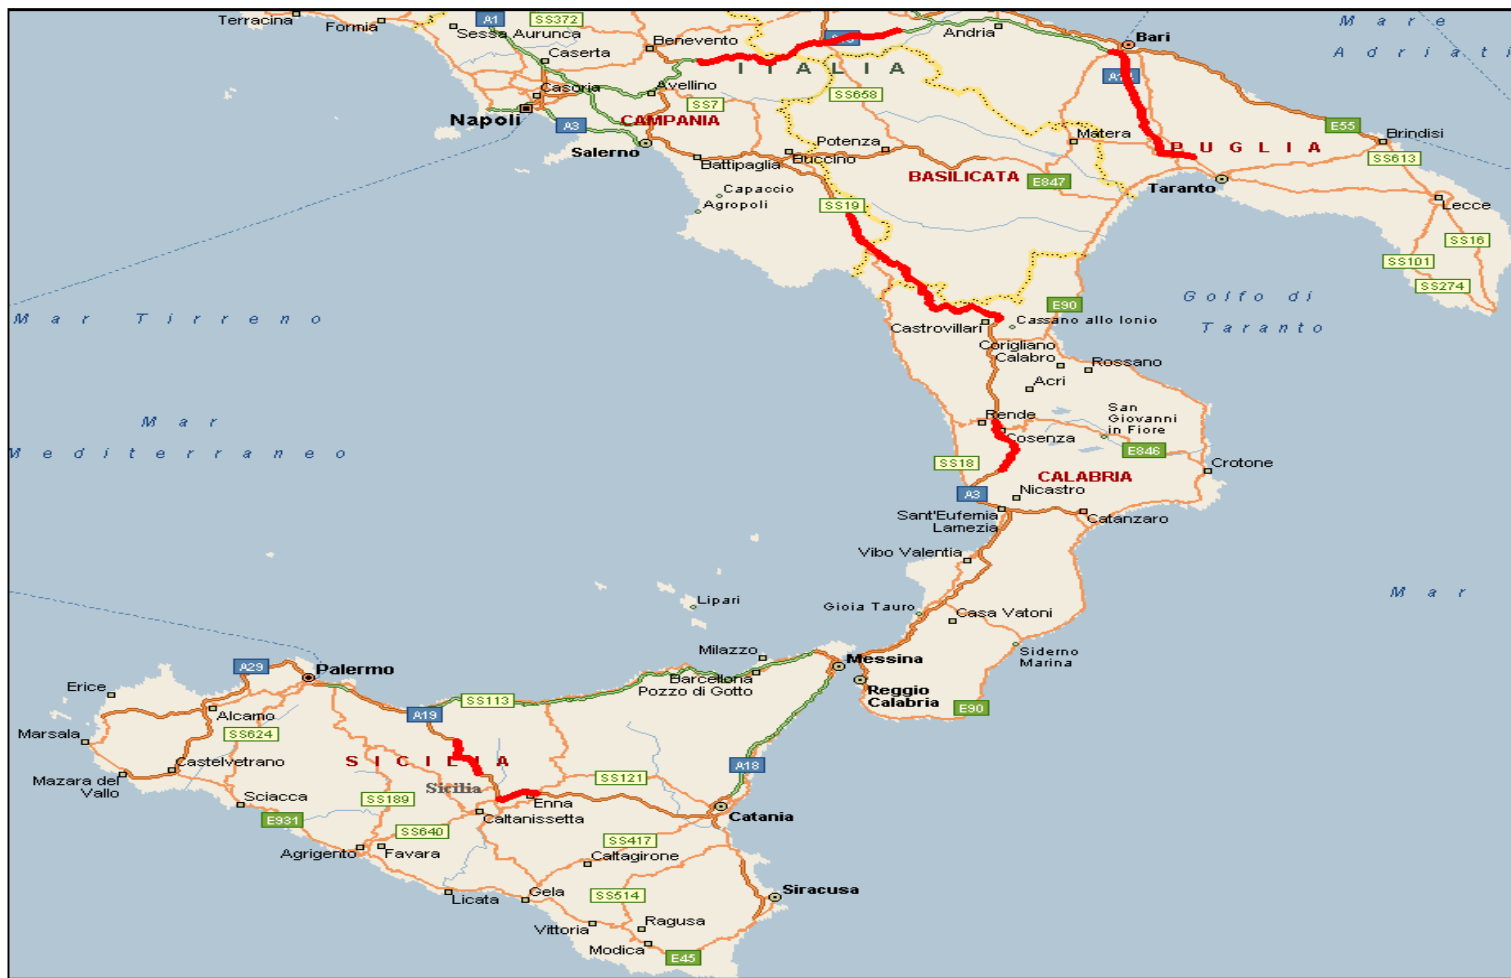 Terracina
Formia
A1
SS372
Sessa Aurunca
Caserta
Benevento
Andria
Bari
Mare
Adriati
ITALIA
Casoria
Avellino
SS7
SS658
Napoli
A3
CAMPANIA
Salerno
Battipaglia
Buccino
Potenza
Matera
PUGLIA
E55
Brindisi
SS613
BASILICATA
E847
Taranto
Lecce
Capaccio
Agropoli
SS19
SS16
SS101
SS274
Golfo di
Taranto
E90
Mar Tirreno
Castrovillari
Cassano allo Ionio
Corigliano
Calabro
Rossano
Acri
Mar
Mediterraneo
Rende
Cosenza
San
Giovanni
in Fiore
E846
SS18
CALABRIA
Crotone
A3
Nicastro
Sant'Eufemia
Lamezia
Catanzaro
Vibo Valentia
Mar
Lipari
Gioia Tauro
Casa Vatoni
Siderno
Marina
Milazzo
Messina
Barcellona
Pozzo di Gotto
Reggio
Calabria
E90
A29
Palermo
Erice
Alcamo
A19
SS113
Marsala
SS624
SICILIA
A18
Castelvetrano
Mazara del
Vallo
Sicilia
SS121
Sciacca
SS189
Enna
Catania
E931
SS640
Caltanissetta
SS417
Agrigento
Favara
Caltagirone
Licata
Gela
SS514
Siracusa
Vittoria
Ragusa
Modica
E45